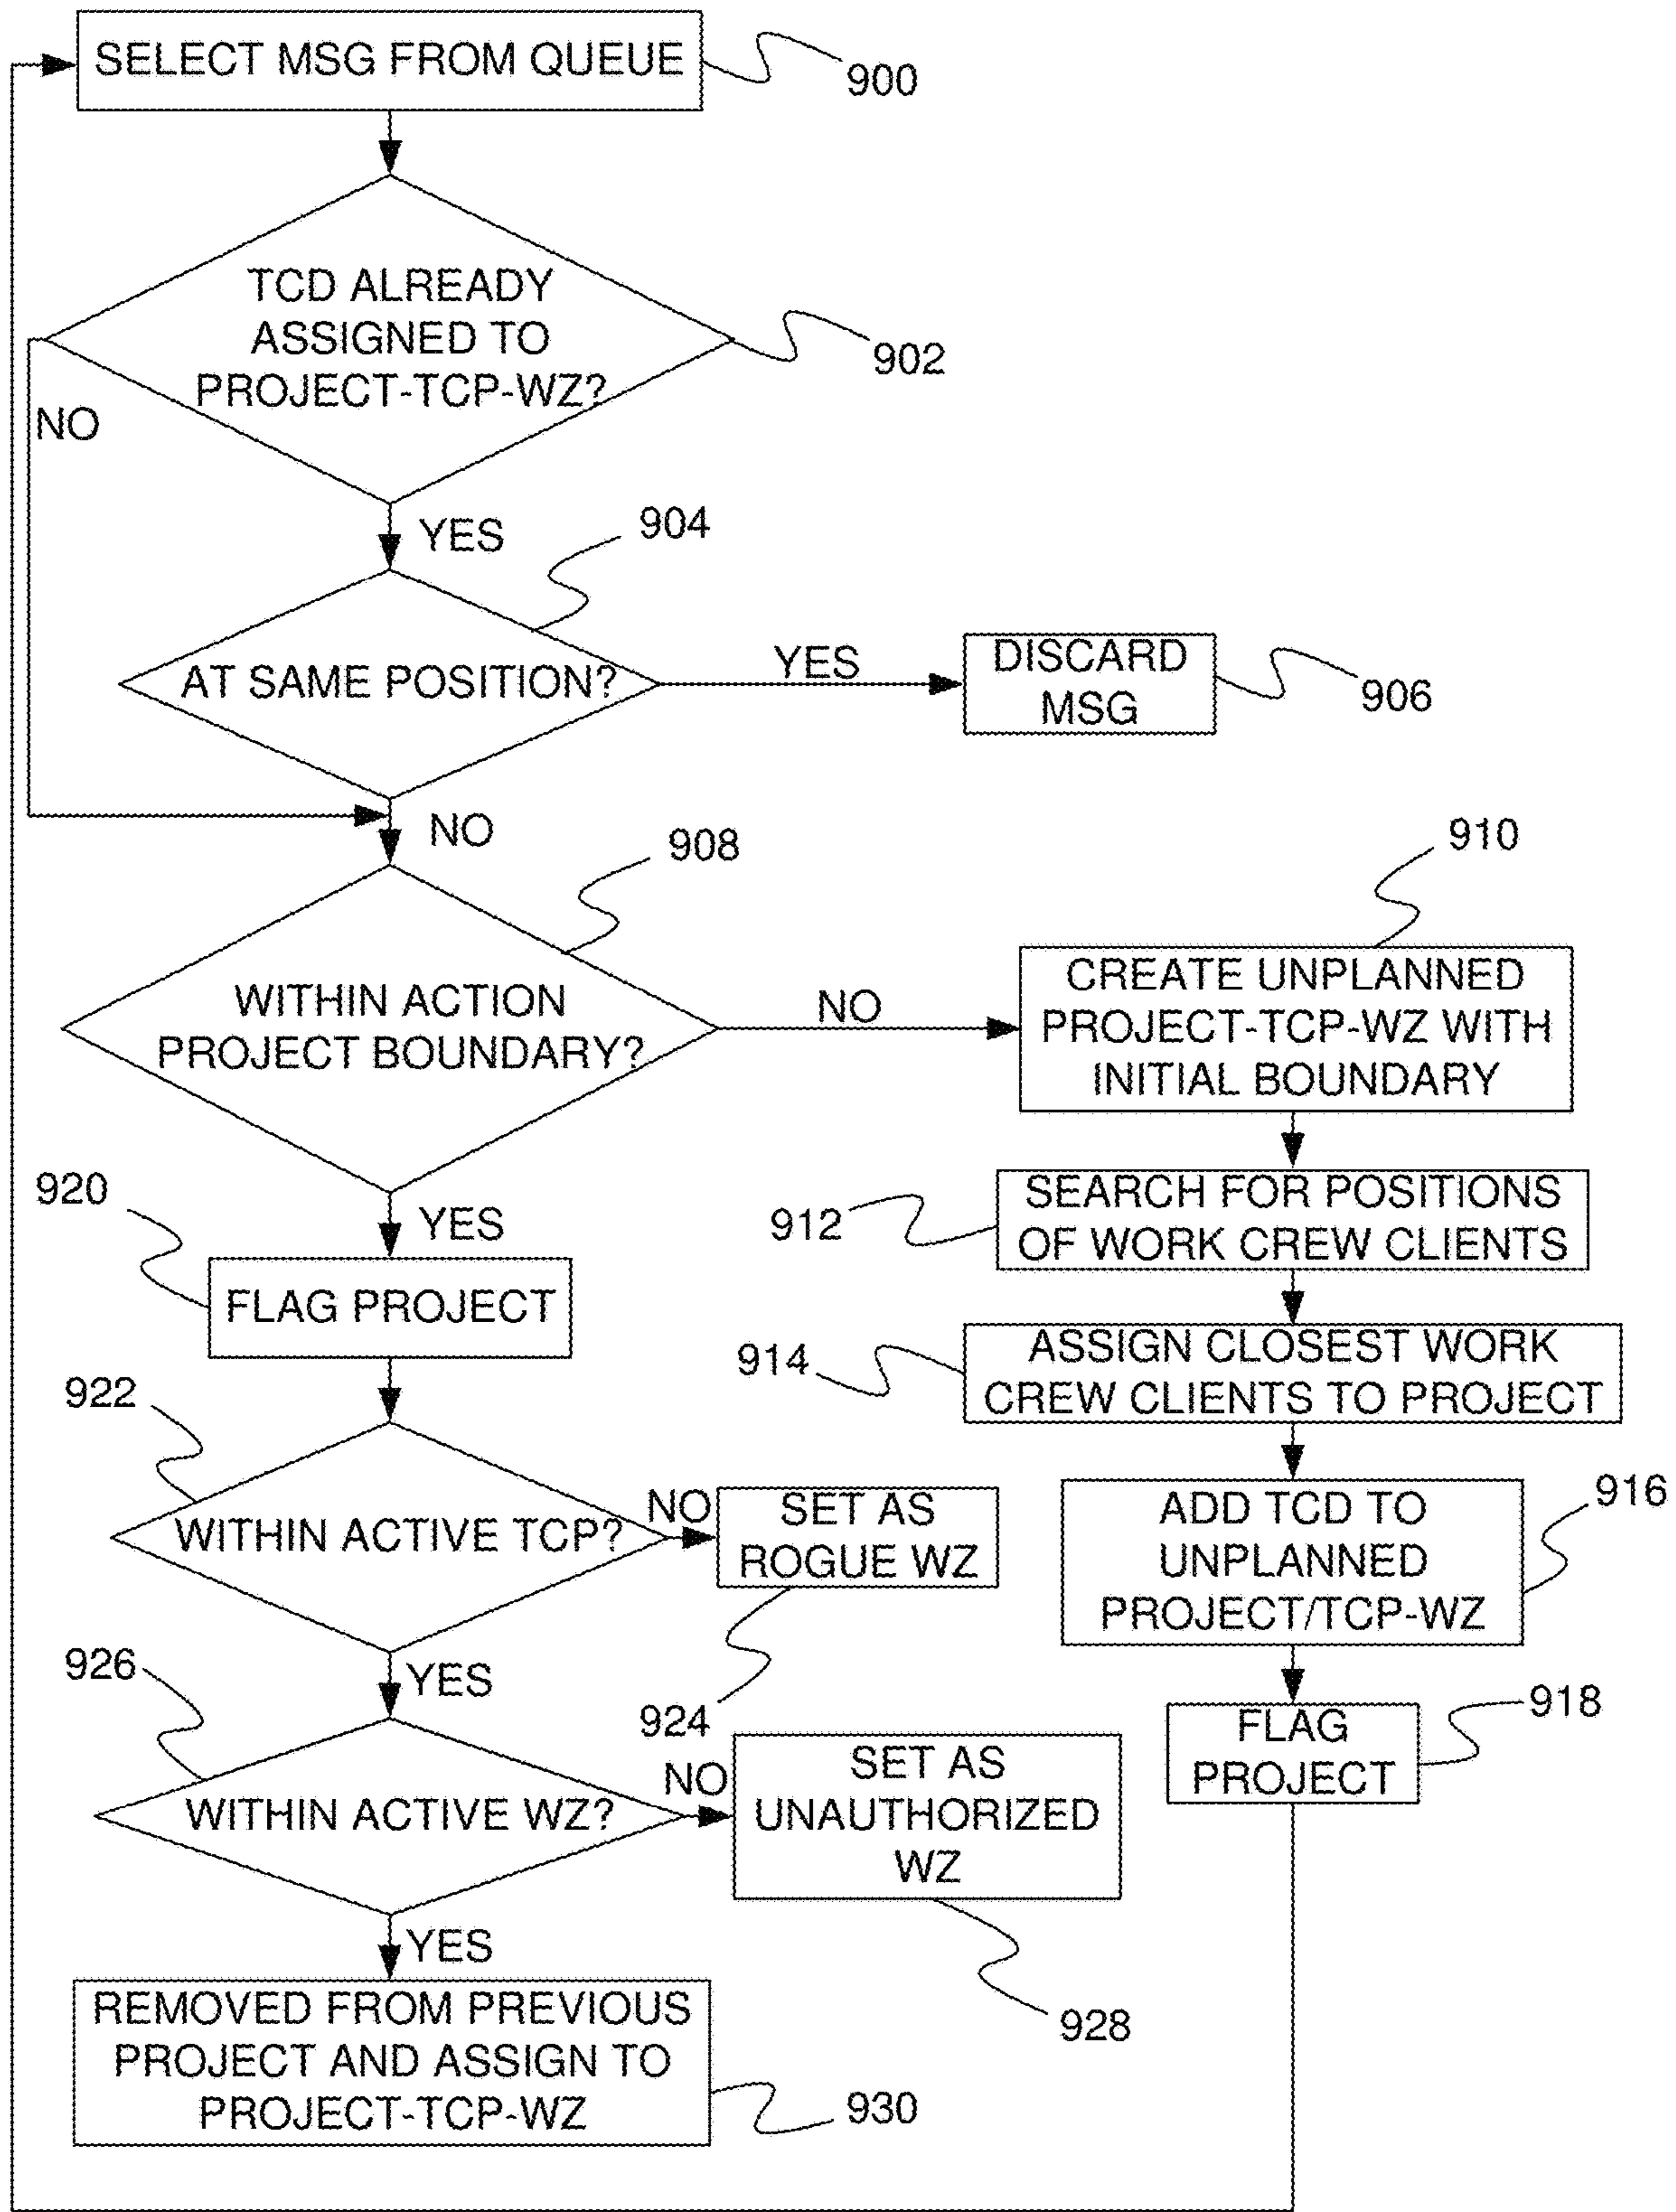 SELECT MSG FROM QUEUE
900
TCD ALREADY
ASSIGNED TO
PROJECT-TCP-WZ?
902
NO
YES
904
AT SAME POSITION?
YES
DISCARD
MSG
906
NO
908
WITHIN ACTION
PROJECT BOUNDARY?
NO
910
CREATE UNPLANNED
PROJECT-TCP-WZ WITH
INITIAL BOUNDARY
912
SEARCH FOR POSITIONS
OF WORK CREW CLIENTS
914
ASSIGN CLOSEST WORK
CREW CLIENTS TO PROJECT
916
ADD TCD TO
UNPLANNED
PROJECT/TCP-WZ
918
FLAG
PROJECT
920
YES
FLAG PROJECT
922
WITHIN ACTIVE TCP?
NO
SET AS
ROGUE WZ
924
926
YES
WITHIN ACTIVE WZ?
NO
SET AS
UNAUTHORIZED
WZ
928
YES
REMOVED FROM PREVIOUS
PROJECT AND ASSIGN TO
PROJECT-TCP-WZ
930